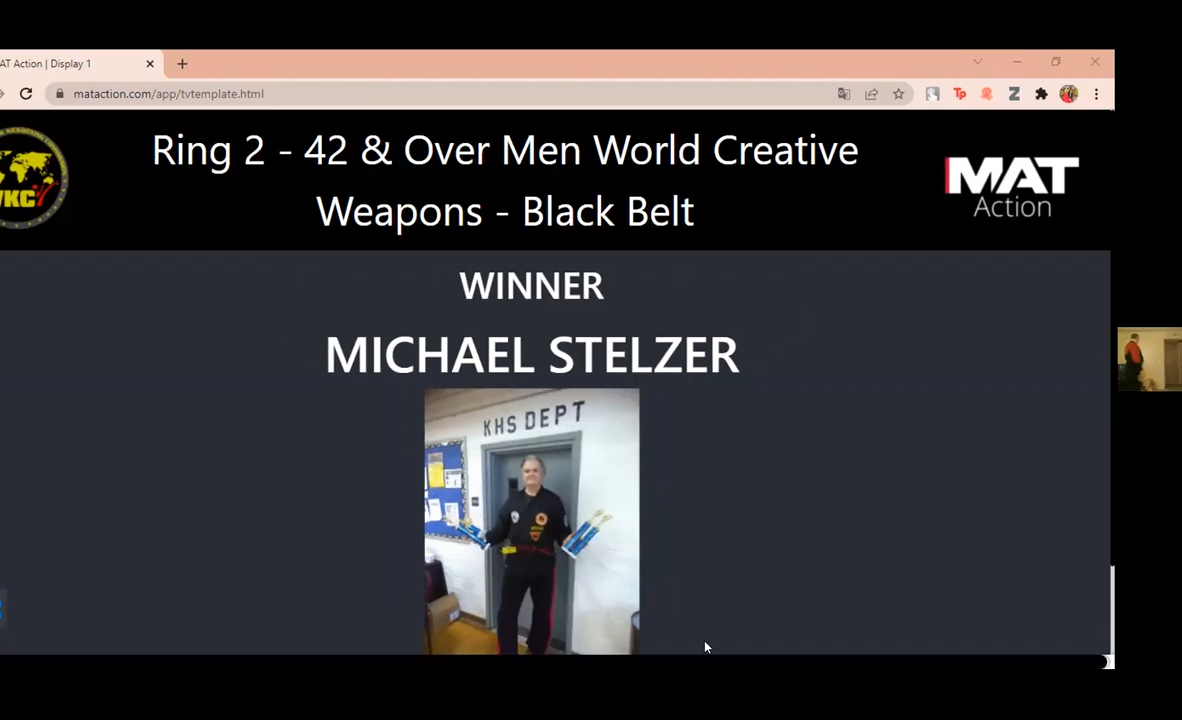 AT Action | Display 1
mataction.com/app/tvtemplate.html
Ring 2 - 42 & Over Men World Creative
Weapons - Black Belt
MAT
Action
WINNER
MICHAEL STELZER
KHS DEPT